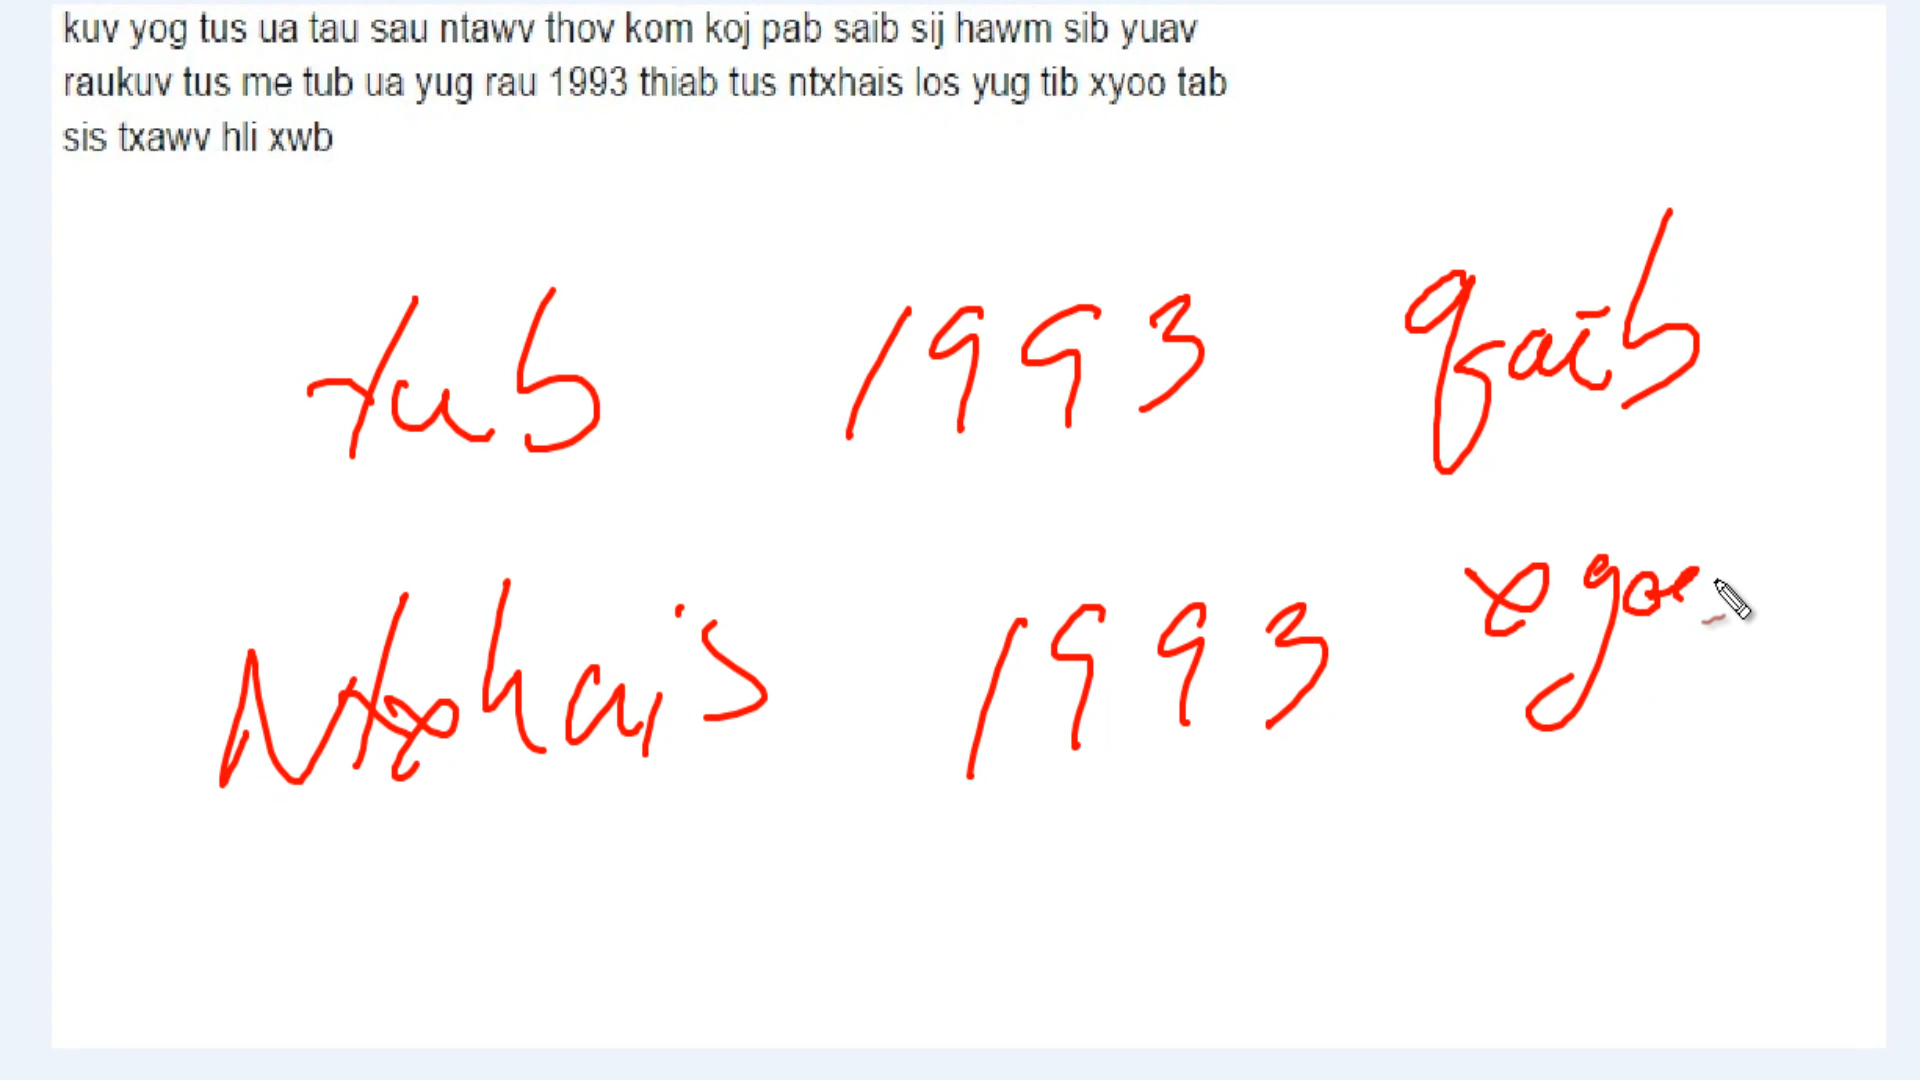 kuv yog tus ua tau sau ntawv thov kom koj pab saib sij hawm sib yuav
raukuv tus me tub ua yug rau 1993 thiab tus ntxhais los yug tib xyoo tab
sis txawv hli xwb
tub 1993 qaib
Ntxhais 1993